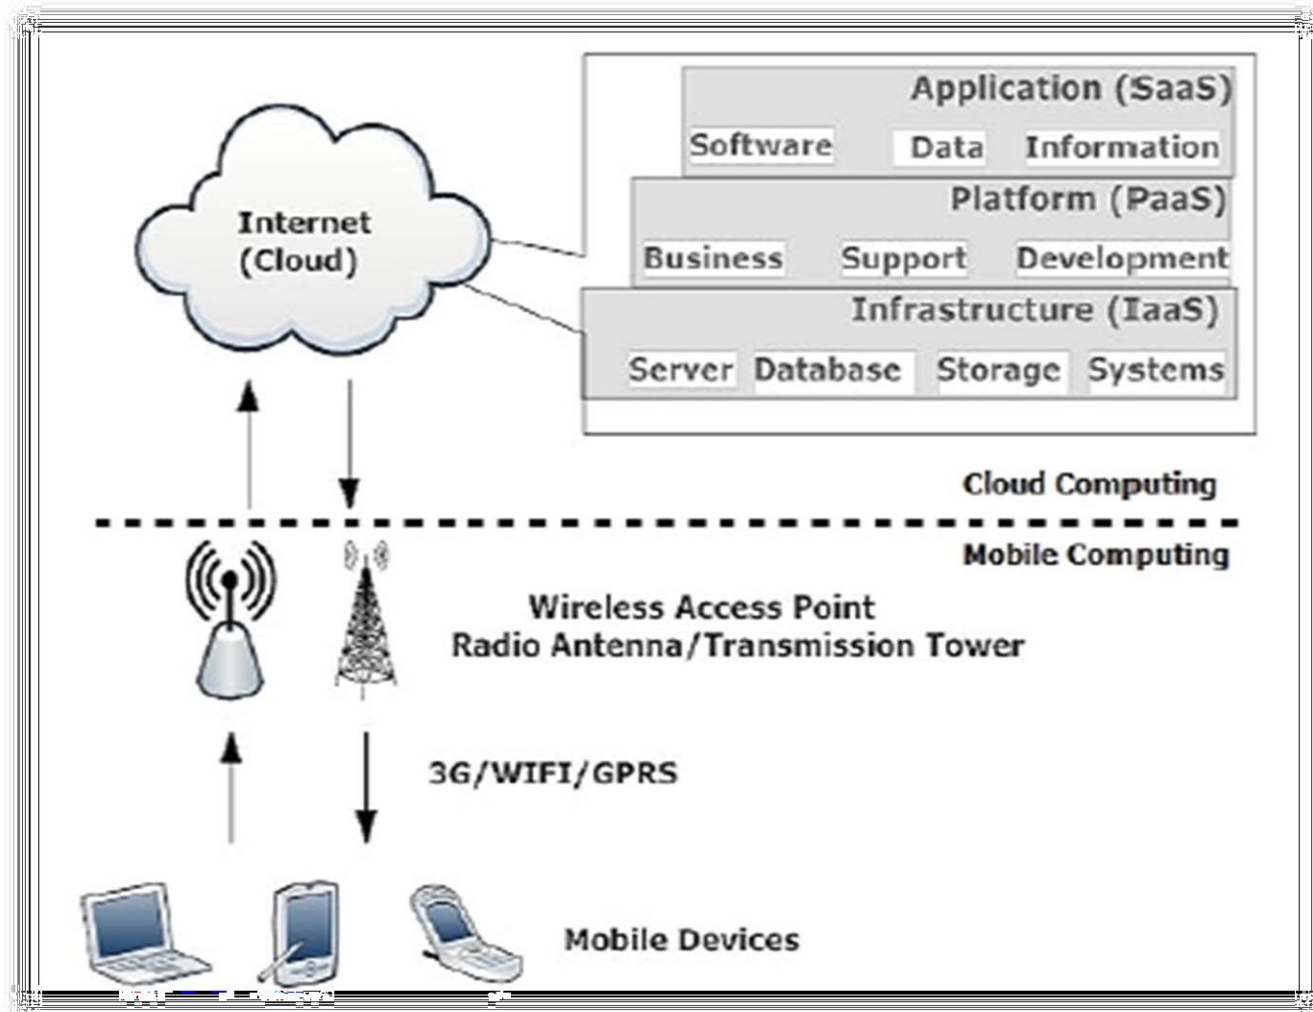 Internet
(Cloud)
Application (SaaS)
Software Data Information
Platform (PaaS)
Business Support Development
Infrastructure (IaaS)
Server Database Storage Systems
Cloud Computing
Mobile Computing
Wireless Access Point
Radio Antenna/Transmission Tower
3G/WIFI/GPRS
Mobile Devices